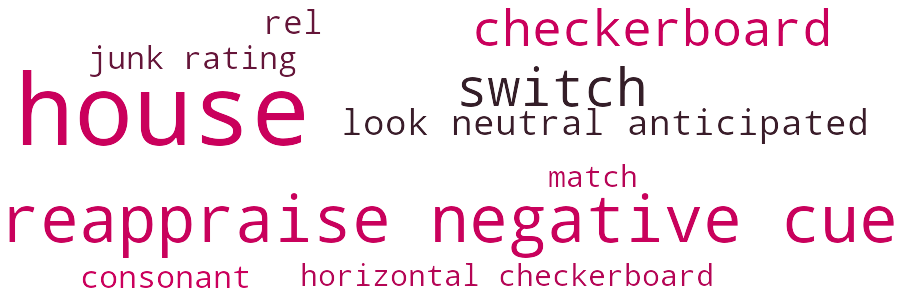 rel
checkerboard
junk rating
house
switch
look neutral anticipated
match
reappraise negative cue
consonant
horizontal checkerboard